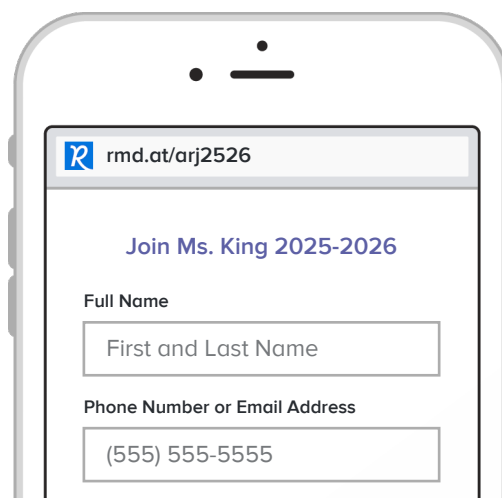 rmd.at/arj2526
Join Ms. King 2025-2026
Full Name
First and Last Name
Phone Number or Email Address
(555) 555-5555